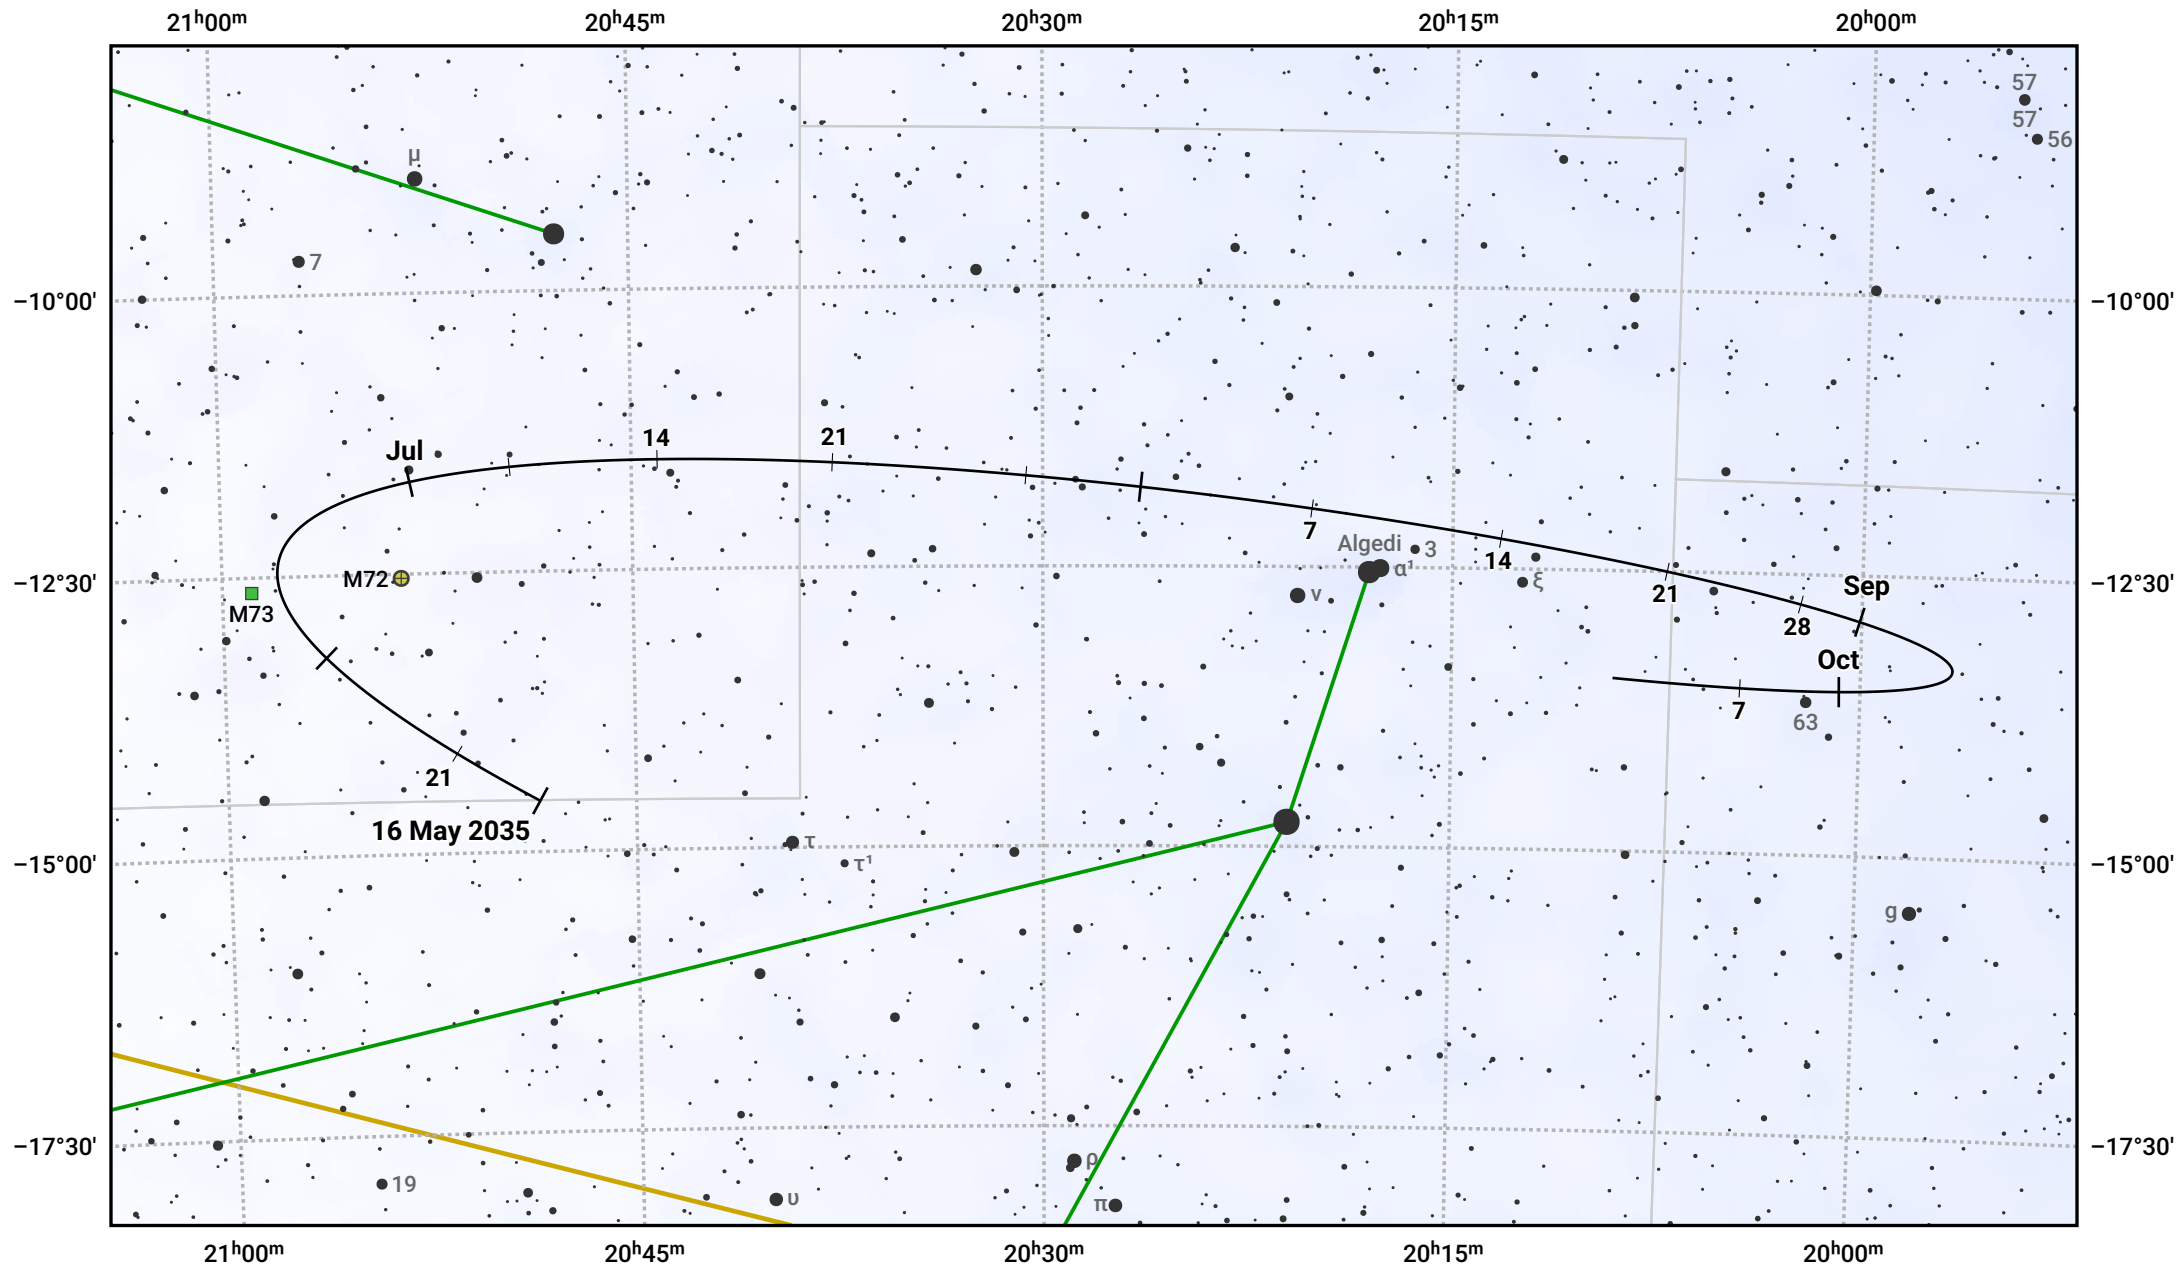 21ʰ00ᵐ 20ʰ45ᵐ 20ʰ30ᵐ 20ʰ15ᵐ 20ʰ00ᵐ
57
57
56
μ
7
−10°00' −10°00'
Jul 14 21
7
Algedi 3
14
α¹
ξ
M72
−12°30' −12°30'
21
Sep
ν
M73
28
Oct
7
63
21
16 May 2035
τ
τ¹
−15°00' −15°00'
g
−17°30' −17°30'
ρ
19
υ
π
21ʰ00ᵐ 20ʰ45ᵐ 20ʰ30ᵐ 20ʰ15ᵐ 20ʰ00ᵐ